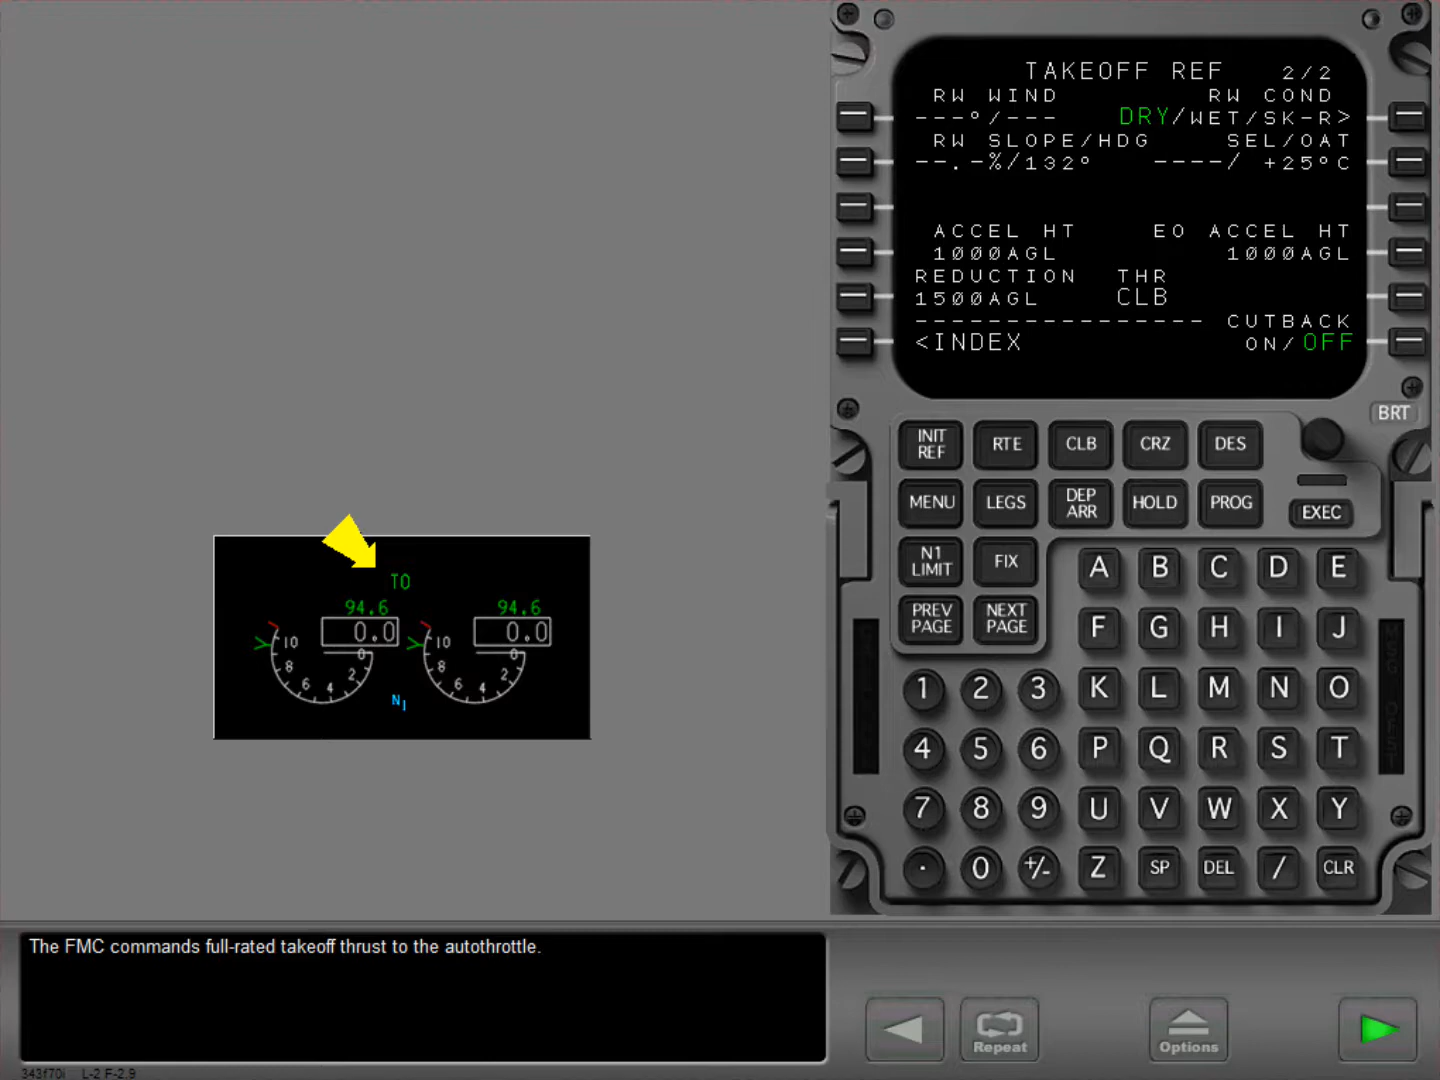 TAKEOFF REF 2/2
RW WIND RW COND
---°/--- DRY/WET/SK-R>
RW SLOPE/HDG SEL/OAT
--.-%/132° ----/ +25°C
ACCEL HT EO ACCEL HT
1000AGL 1000AGL
REDUCTION THR
1500AGL CLB
----------------- CUTBACK
<INDEX ON/OFF
BRT
INIT REF RTE CLB CRZ DES
MENU LEGS DEP ARR HOLD PROG EXEC
N1 LIMIT FIX
PREV PAGE NEXT PAGE
A B C D E
F G H I J
1 2 3 K L M N O
4 5 6 P Q R S T
7 8 9 U V W X Y
. 0 +/- Z SP DEL / CLR
TO
94.6 94.6
0.0 0.0
10 8 6 4 2 0
10 8 6 4 2 0
N1
The FMC commands full-rated takeoff thrust to the autothrottle.
Repeat
Options
343f70i L-2 F-2.9